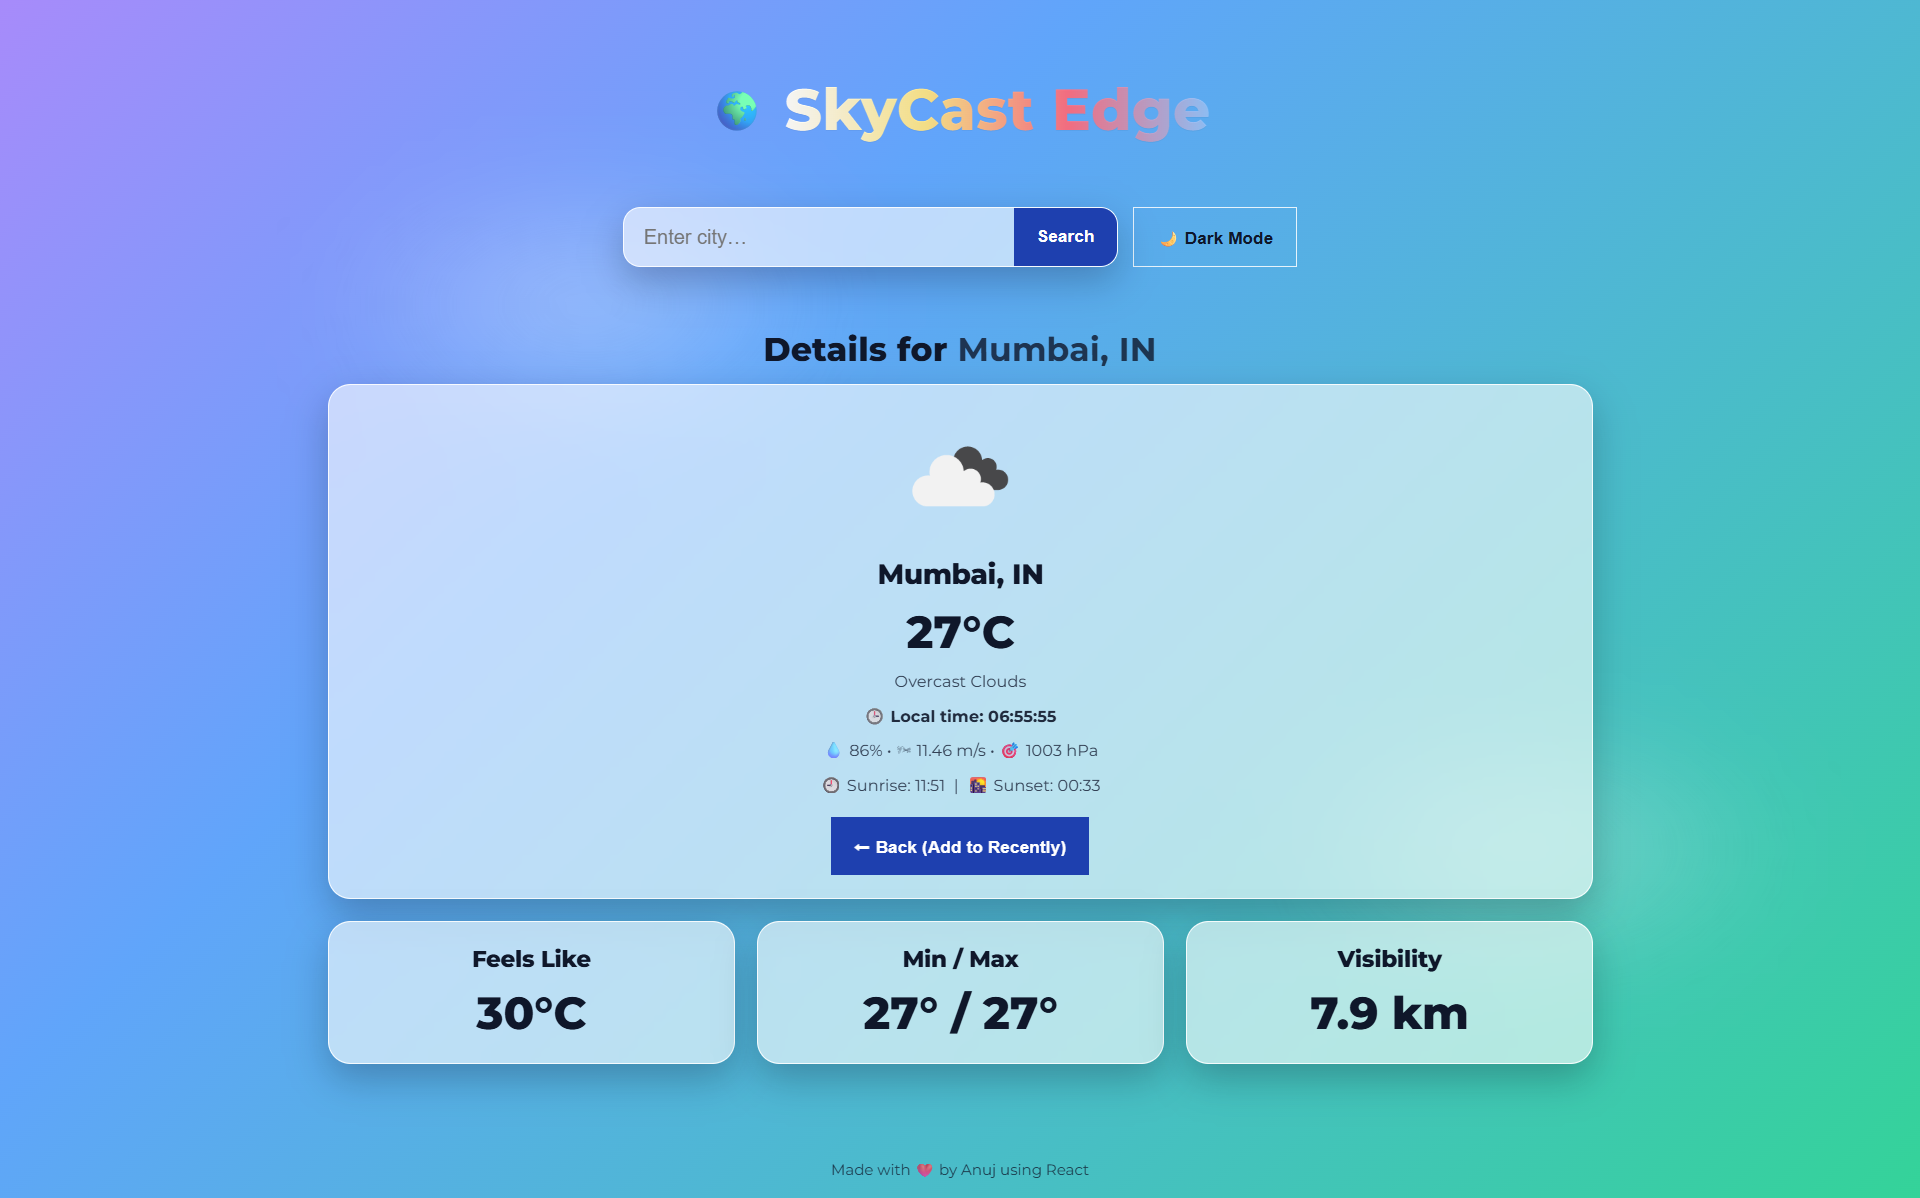 🌍 SkyCast Edge
Enter city…
Search
🌙 Dark Mode
Details for Mumbai, IN
Mumbai, IN
27°C
Overcast Clouds
🕒 Local time: 06:55:55
💧 86% • 🌬 11.46 m/s • 🎯 1003 hPa
🕘 Sunrise: 11:51 | 🌇 Sunset: 00:33
← Back (Add to Recently)
Feels Like
30°C
Min / Max
27° / 27°
Visibility
7.9 km
Made with 💔 by Anuj using React